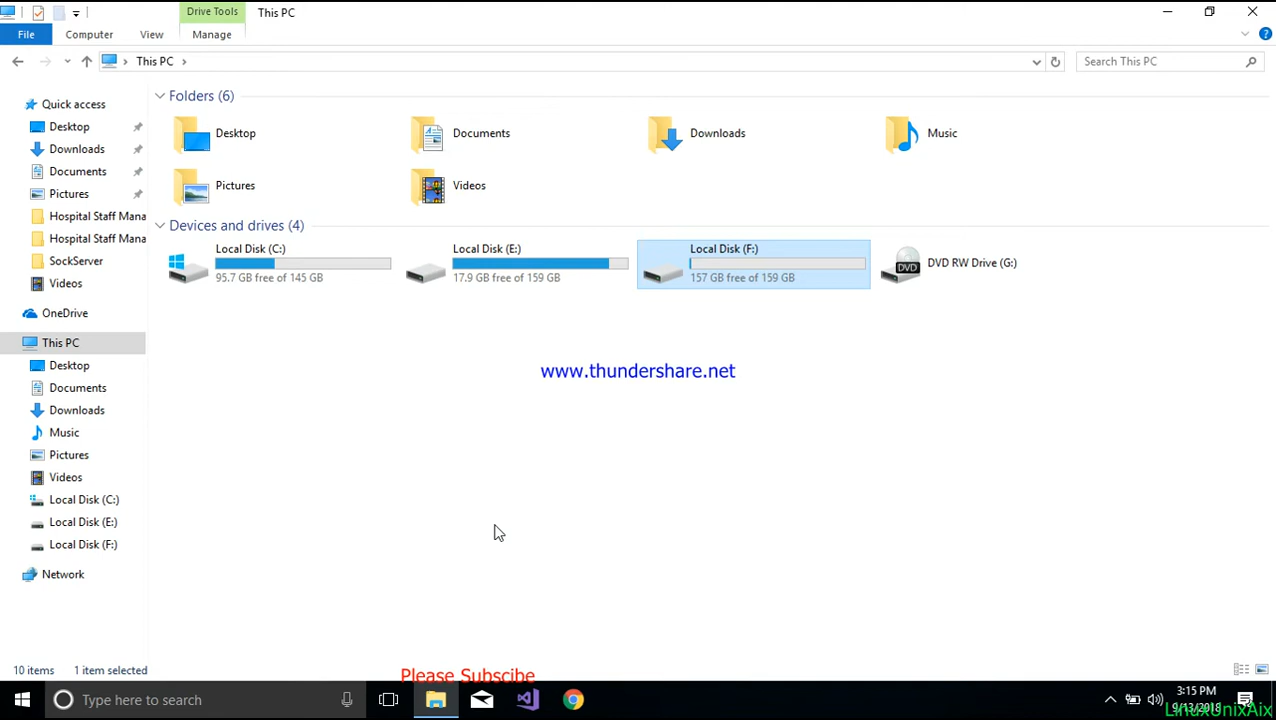 Drive Tools This PC
File Computer View Manage
This PC Search This PC
Quick access
Desktop
Downloads
Documents
Pictures
Hospital Staff Mana
Hospital Staff Mana
SockServer
Videos
OneDrive
This PC
Desktop
Documents
Downloads
Music
Pictures
Videos
Local Disk (C:)
Local Disk (E:)
Local Disk (F:)
Network
Folders (6)
Desktop Documents Downloads Music
Pictures Videos
Devices and drives (4)
Local Disk (C:)
95.7 GB free of 145 GB
Local Disk (E:)
17.9 GB free of 159 GB
Local Disk (F:)
157 GB free of 159 GB
DVD RW Drive (G:)
DVD
www.thundershare.net
10 items 1 item selected
Please Subscibe
Type here to search
3:15 PM
LinuxUnixAix